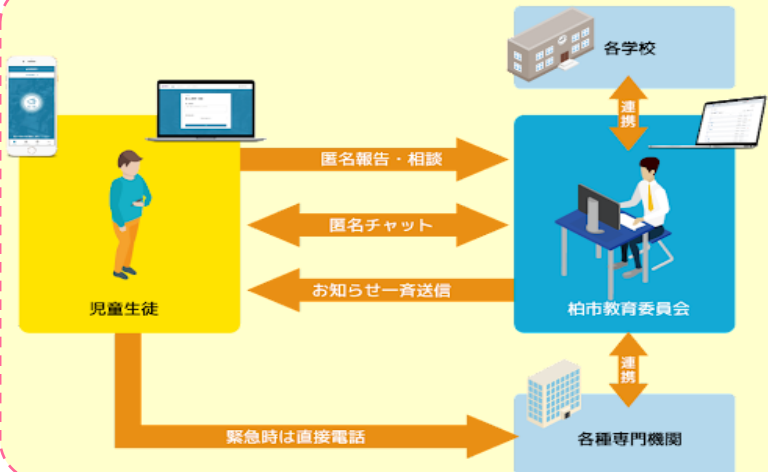 各学校
連携
匿名報告・相談
匿名チャット
お知らせ一斉送信
児童生徒
柏市教育委員会
連携
緊急時は直接電話
各種専門機関